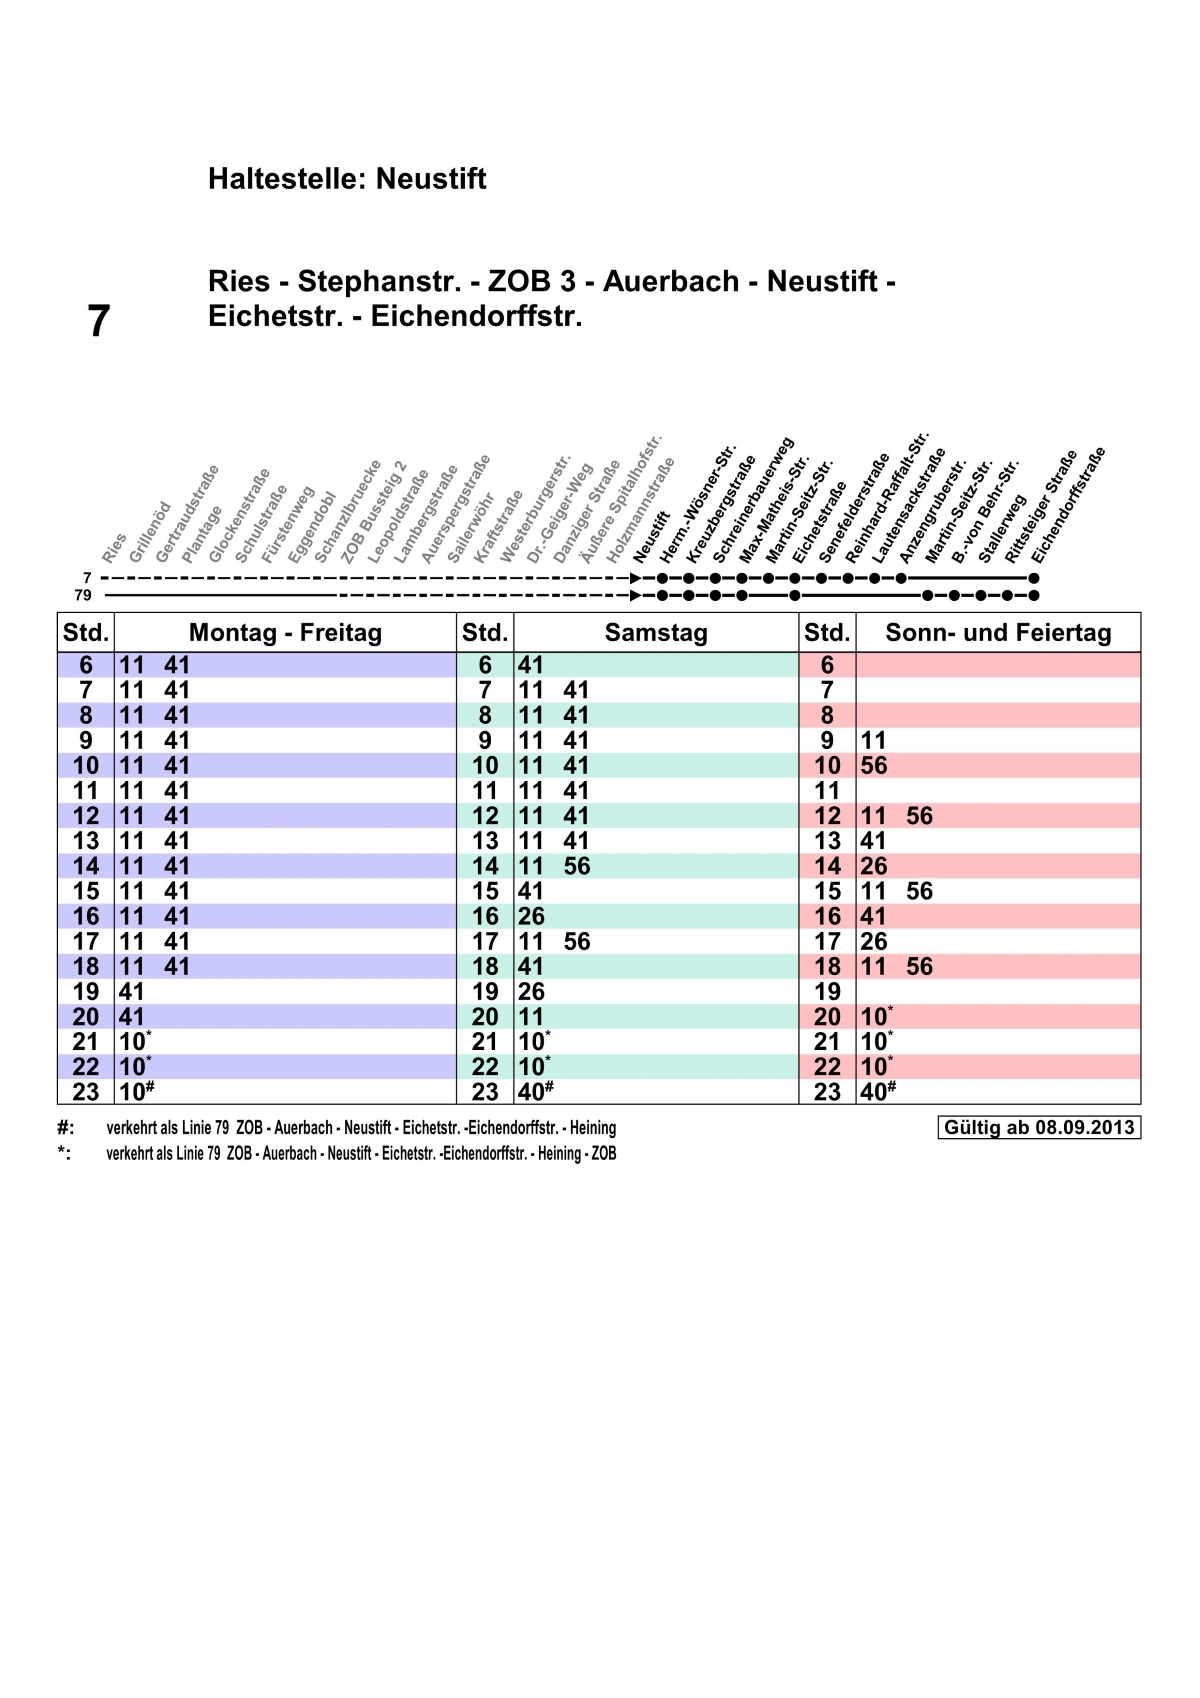 Haltestelle: Neustift
Ries - Stephanstr. - ZOB 3 - Auerbach - Neustift -
7 Eichetstr. - Eichendorffstr.
Ries
Grillenöd
Gertraudstraße
Plantage
Glockenstraße
Schulstraße
Fürstenweg
Eggendobl
Schanzlbruecke
ZOB Bussteig 2
Leopoldstraße
Lambergstraße
Auerspergstraße
Sailerwöhr
Kraftstraße
Westerburgerstr.
Dr.-Geiger-Weg
Danziger Straße
Äußere Spitalhofstr.
Holzmannstraße
Neustift
Herm.-Wösner-Str.
Kreuzbergstraße
Schreinerbauerweg
Max-Matheis-Str.
Martin-Seitz-Str.
Eichetstraße
Senefelderstraße
Reinhard-Raffalt-Str.
Lautensackstraße
Anzengruberstr.
Martin-Seitz-Str.
B.-von Behr-Str.
Stallerweg
Rittsteiger Straße
Eichendorffstraße
7
79
Std. Montag - Freitag Std. Samstag Std. Sonn- und Feiertag
6 11 41 6 41 6
7 11 41 7 11 41 7
8 11 41 8 11 41 8
9 11 41 9 11 41 9 11
10 11 41 10 11 41 10 56
11 11 41 11 11 41 11
12 11 41 12 11 41 12 11 56
13 11 41 13 11 41 13 41
14 11 41 14 11 56 14 26
15 11 41 15 41 15 11 56
16 11 41 16 26 16 41
17 11 41 17 11 56 17 26
18 11 41 18 41 18 11 56
19 41 19 26 19
20 41 20 11 20 10*
21 10* 21 10* 21 10*
22 10* 22 10* 22 10*
23 10# 23 40# 23 40#
#: verkehrt als Linie 79 ZOB - Auerbach - Neustift - Eichetstr. -Eichendorffstr. - Heining Gültig ab 08.09.2013
*: verkehrt als Linie 79 ZOB - Auerbach - Neustift - Eichetstr. -Eichendorffstr. - Heining - ZOB